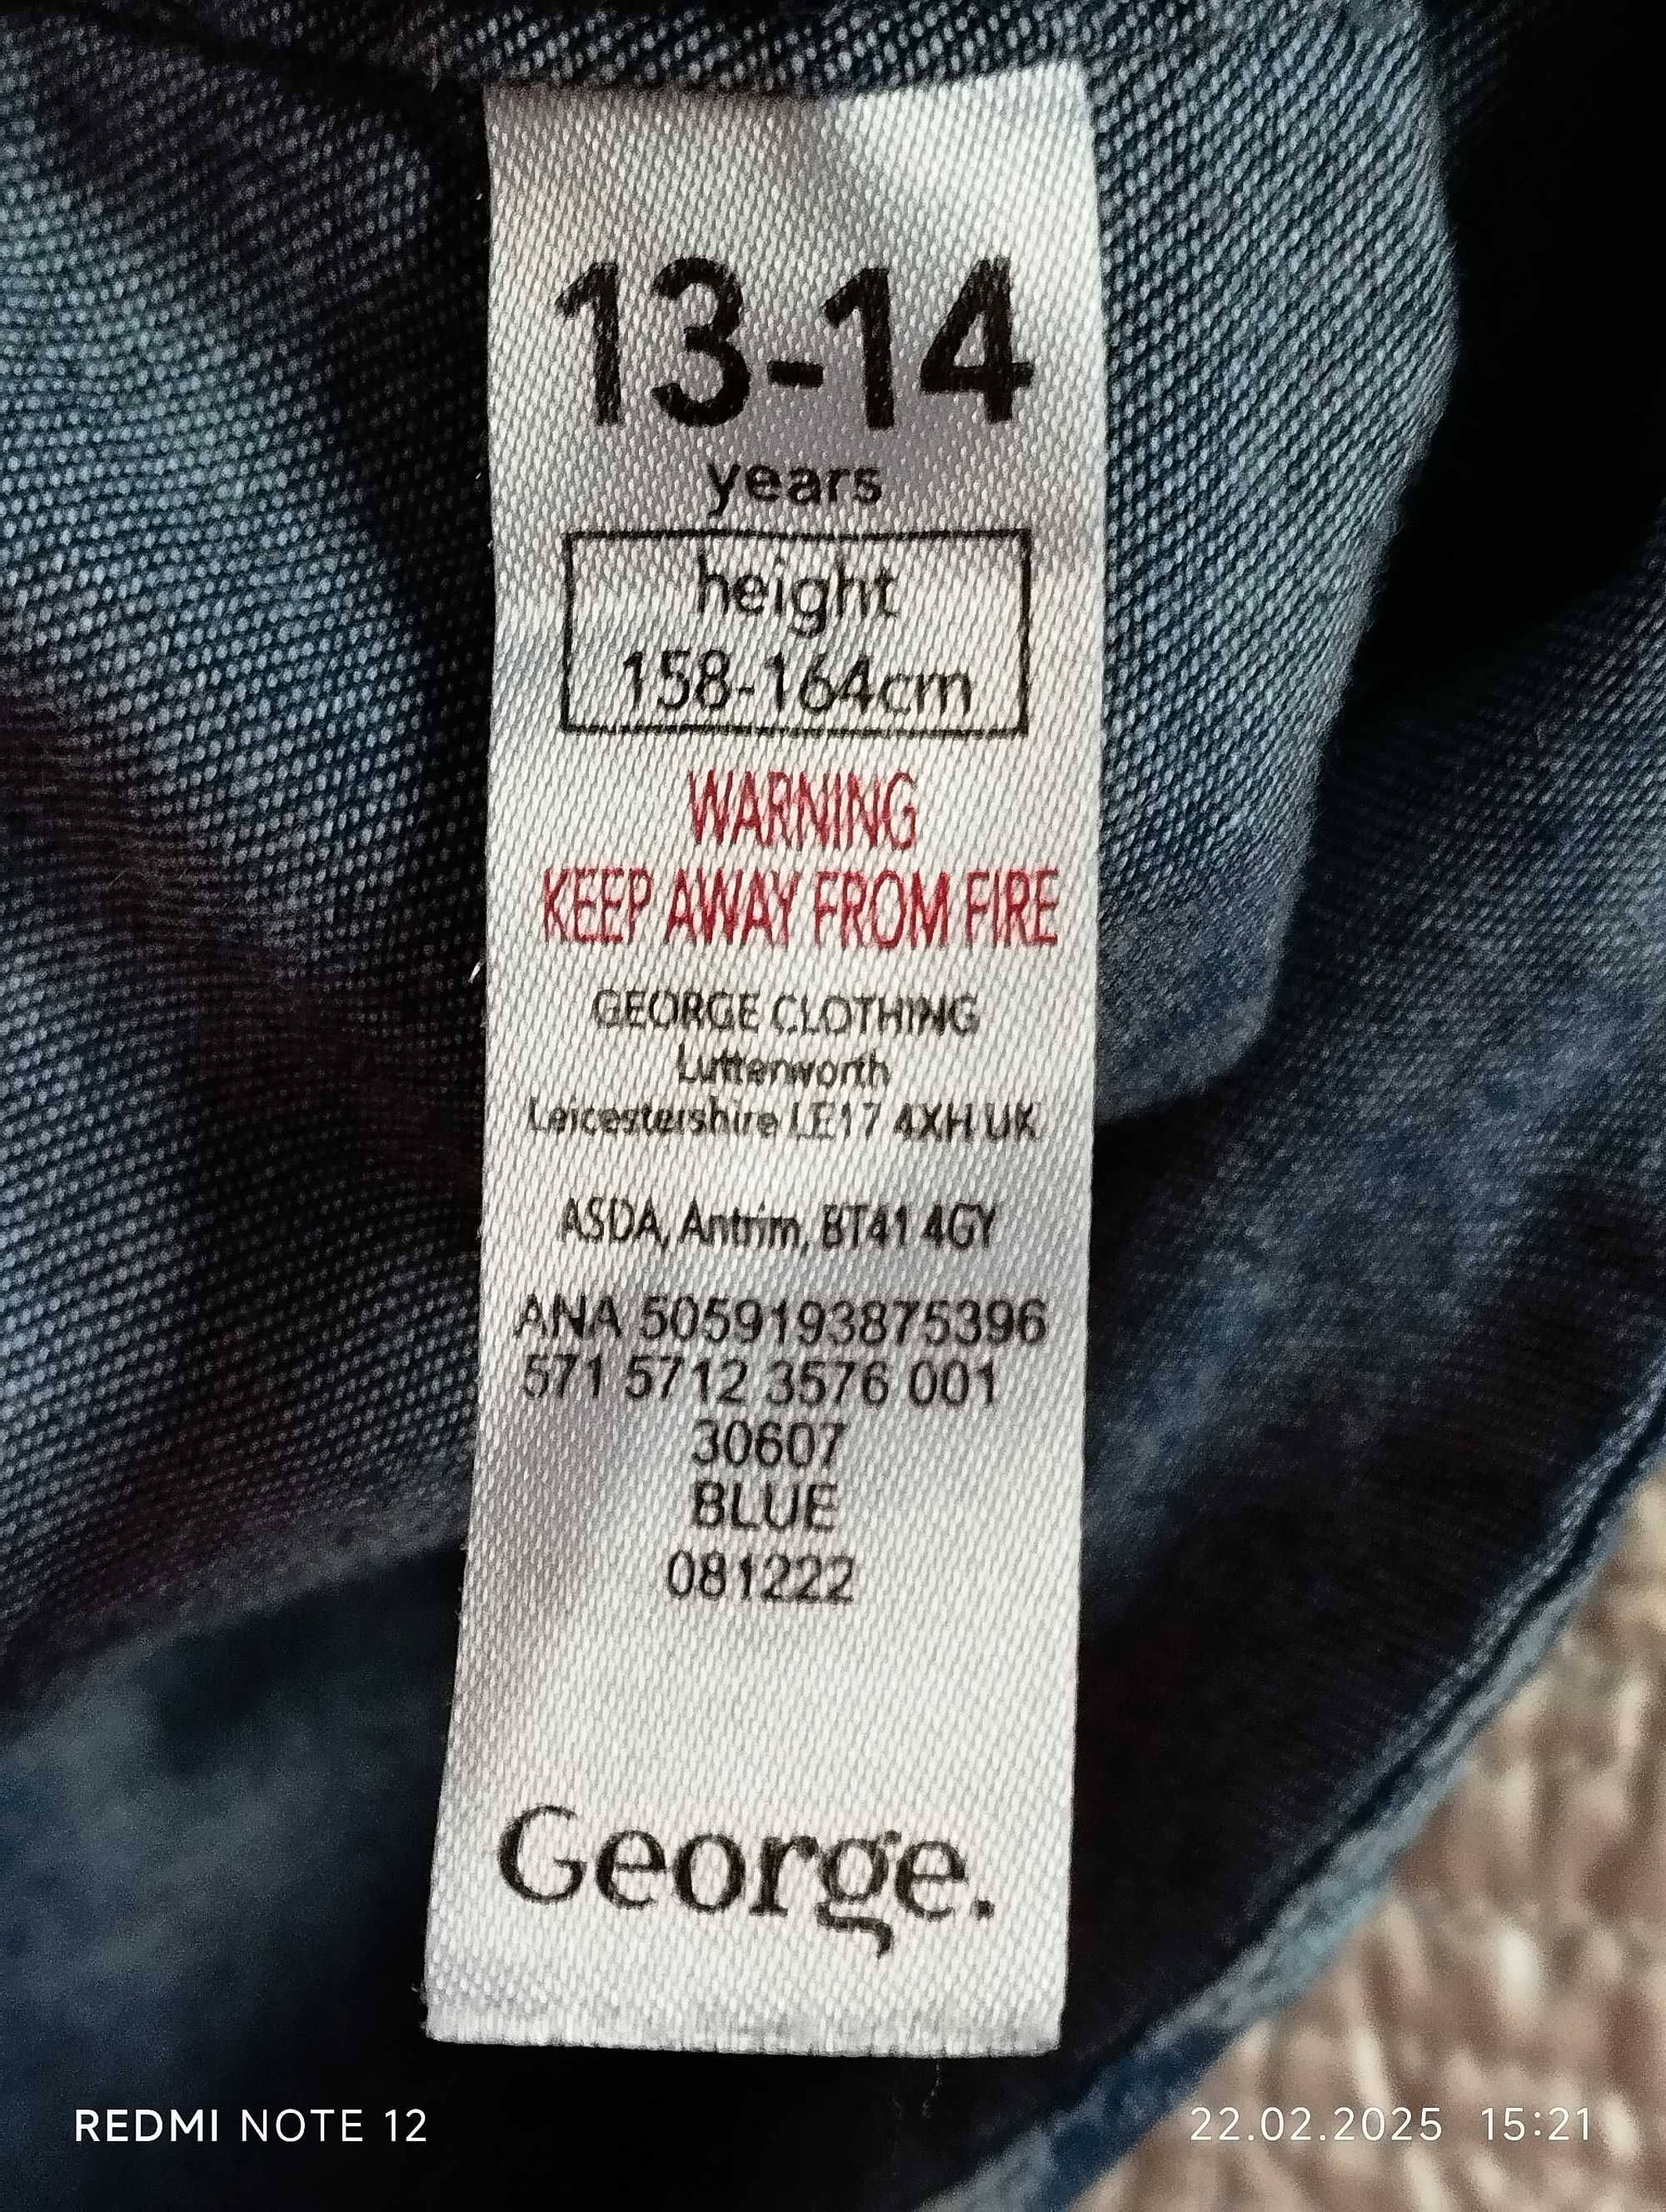 13-14
years
height
158-164cm
WARNING
KEEP AWAY FROM FIRE
GEORGE CLOTHING
Lutterworth
Leicestershire LE17 4XH UK
ASDA, Antrim, BT41 4GY
ANA 5059193875396
571 5712 3576 001
30607
BLUE
081222
George.
REDMI NOTE 12
22.02.2025 15:21